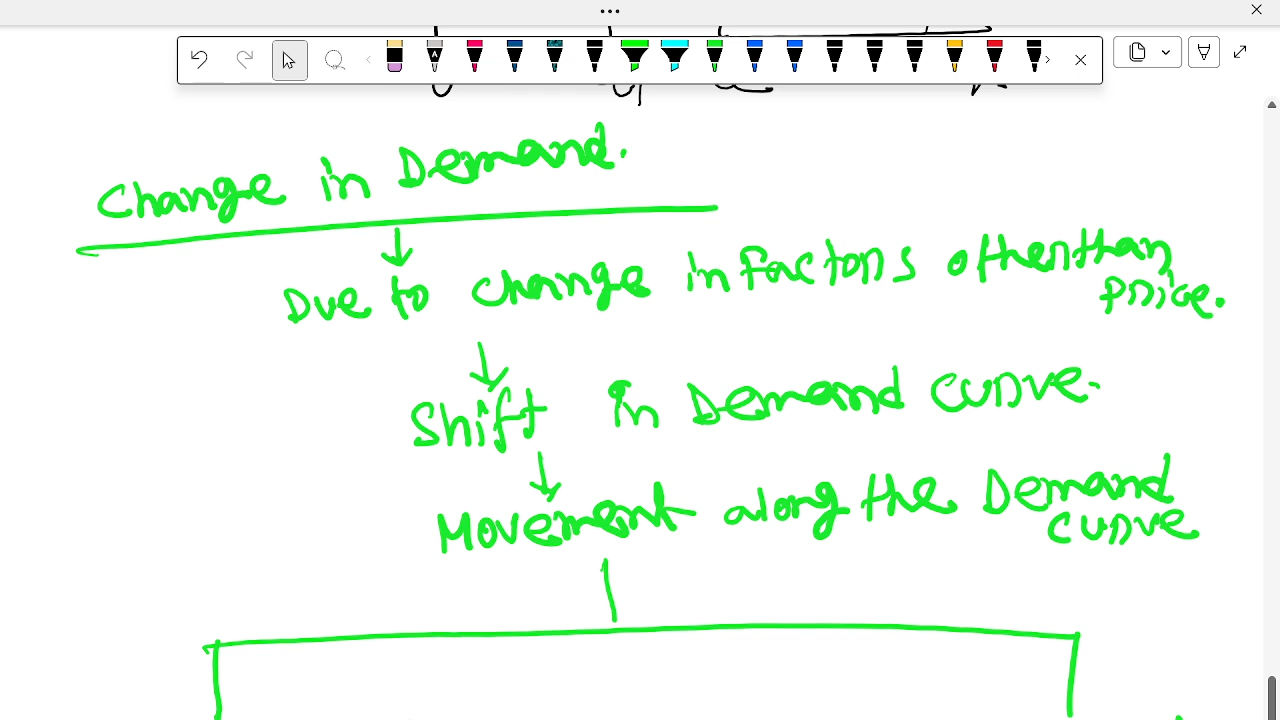 Change in Demand.
Due to change in factors other than
price.
Shift in Demand curve.
Movement along the Demand
curve